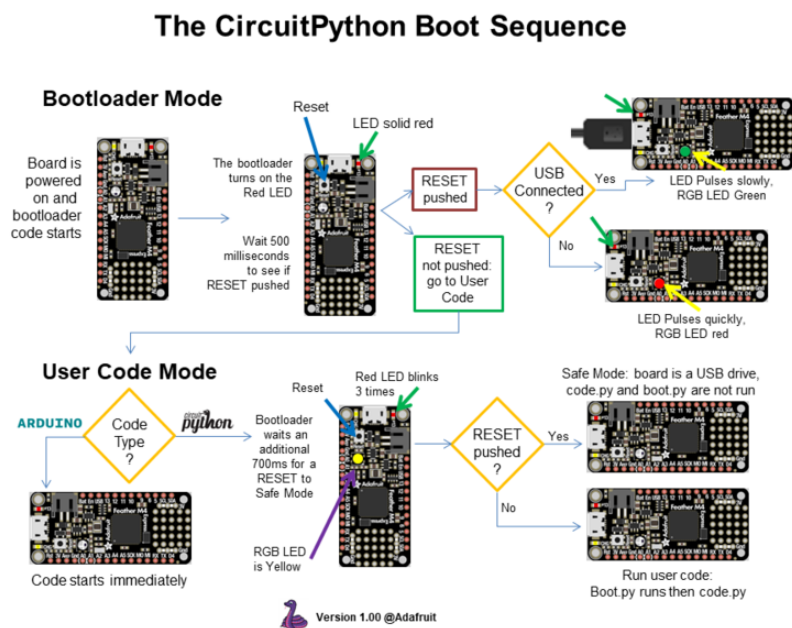 The CircuitPython Boot Sequence
Bootloader Mode
Board is
powered
on and
bootloader
code starts
Reset
LED solid red
The bootloader
turns on the
Red LED
Wait 500
milliseconds
to see if
RESET pushed
RESET
pushed
RESET
not pushed:
go to User
Code
USB
Connected
?
Yes
No
LED Pulses slowly,
RGB LED Green
LED Pulses quickly,
RGB LED red
User Code Mode
ARDUINO
Code
Type
?
circuit
python
Code starts immediately
Bootloader
waits an
additional
700ms for a
RESET to
Safe Mode
Reset
Red LED blinks
3 times
RGB LED
is Yellow
RESET
pushed
?
Yes
No
Safe Mode: board is a USB drive,
code.py and boot.py are not run
Run user code:
Boot.py runs then code.py
Version 1.00 @Adafruit
Adafruit
Feather M4
Express